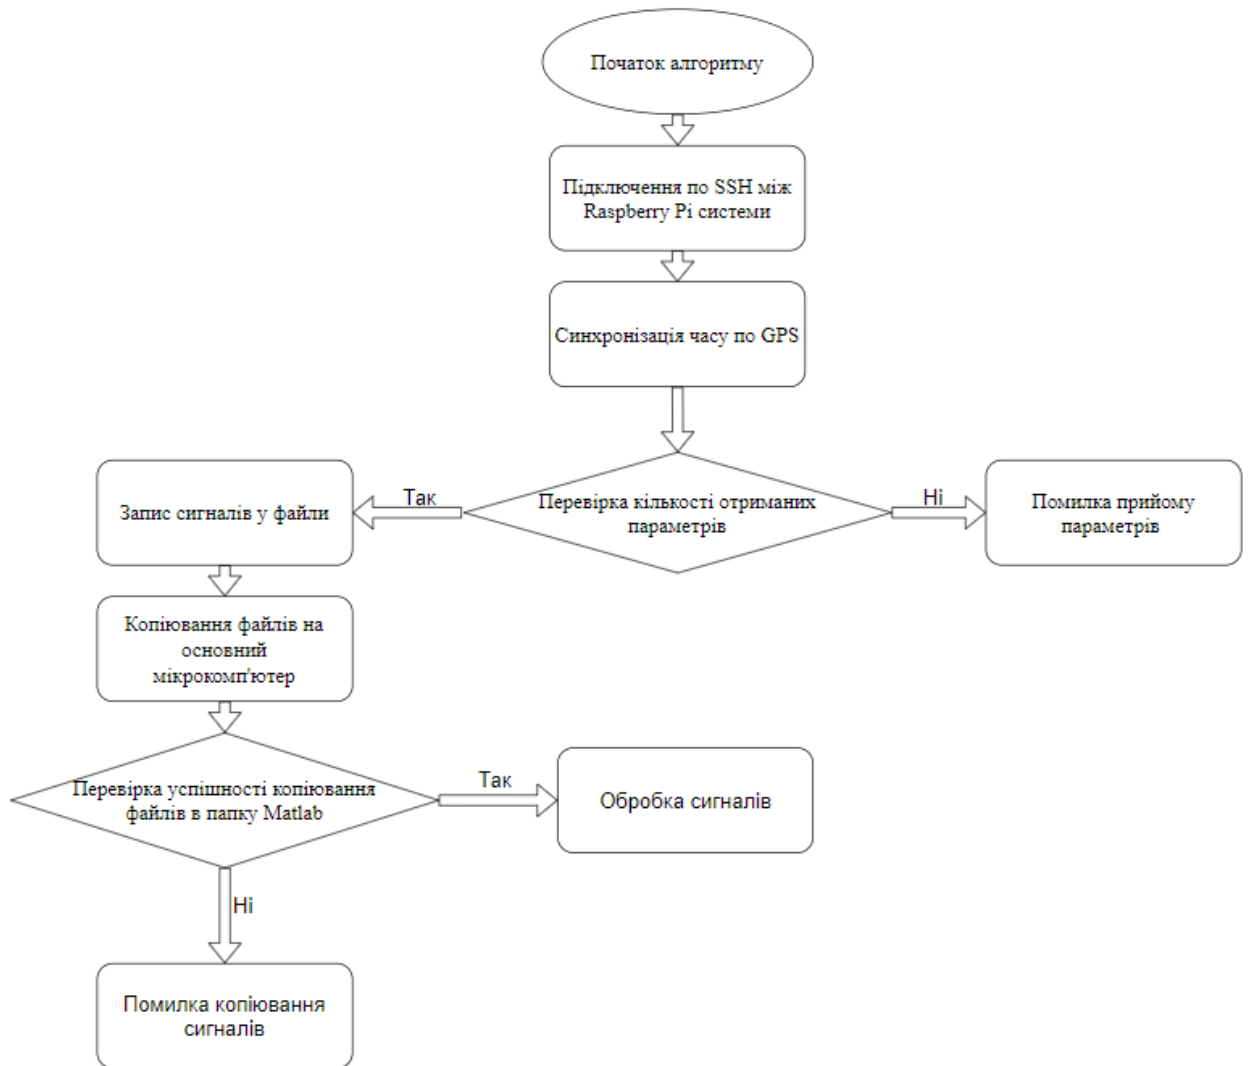 Початок алгоритму
Підключення по SSH між
Raspberry Pi системи
Синхронізація часу по GPS
Перевірка кількості отриманих
параметрів
Так
Ні
Запис сигналів у файли
Помилка прийому
параметрів
Копіювання файлів на
основний
мікрокомп'ютер
Перевірка успішності копіювання
файлів в папку Matlab
Так
Обробка сигналів
Ні
Помилка копіювання
сигналів